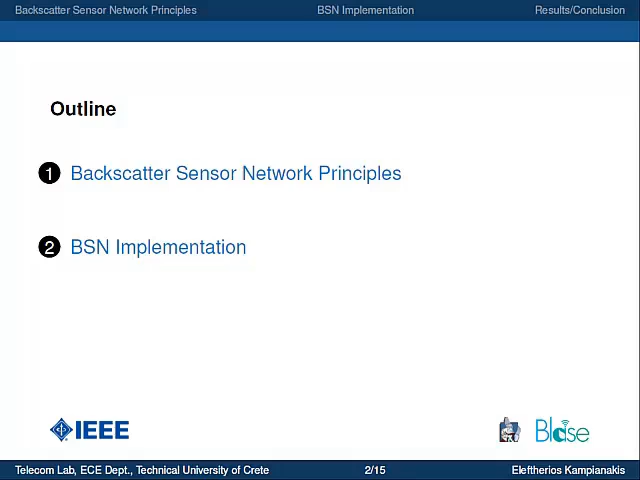 Backscatter Sensor Network Principles BSN Implementation Results/Conclusion
Outline
1 Backscatter Sensor Network Principles
2 BSN Implementation
IEEE Blase
Telecom Lab, ECE Dept., Technical University of Crete 2/15 Eleftherios Kampianakis